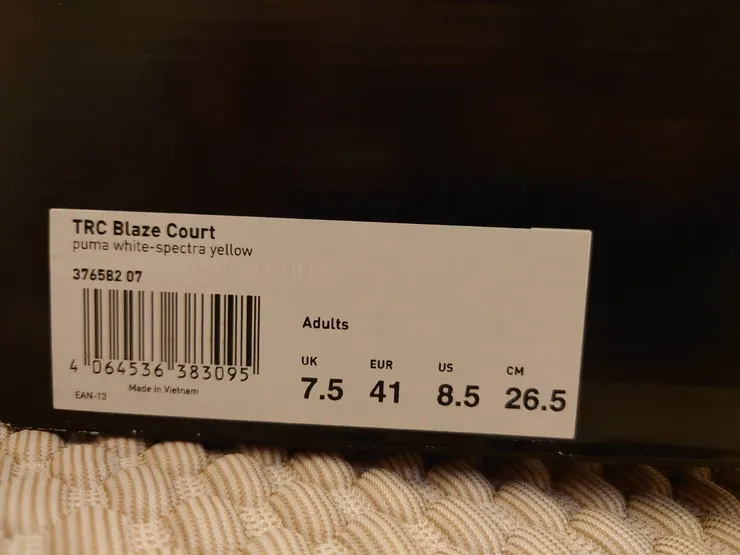 TRC Blaze Court
puma white-spectra yellow
376582 07
4 064536 383095
EAN-13
Made in Vietnam
Adults
UK EUR US CM
7.5 41 8.5 26.5